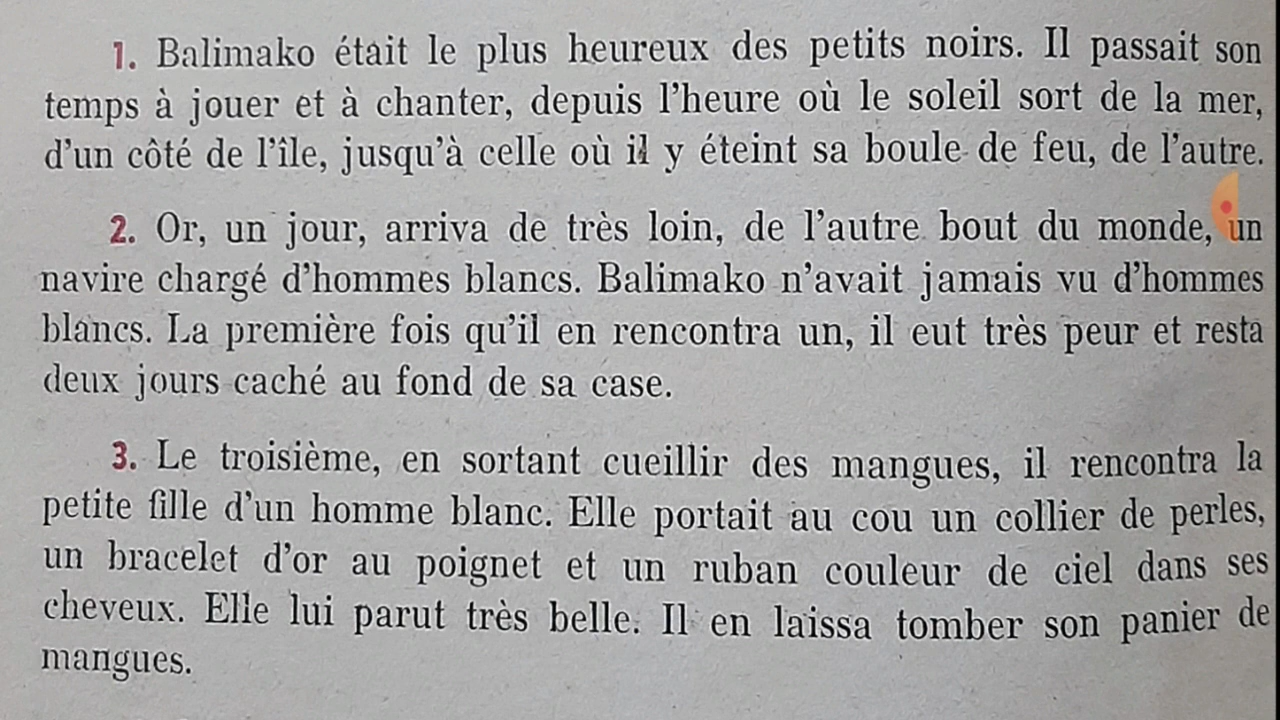 1. Balimako était le plus heureux des petits noirs. Il passait son
temps à jouer et à chanter, depuis l'heure où le soleil sort de la mer,
d'un côté de l'île, jusqu'à celle où il y éteint sa boule de feu, de l'autre.
2. Or, un jour, arriva de très loin, de l'autre bout du monde, un
navire chargé d'hommes blancs. Balimako n'avait jamais vu d'hommes
blancs. La première fois qu'il en rencontra un, il eut très peur et resta
deux jours caché au fond de sa case.
3. Le troisième, en sortant cueillir des mangues, il rencontra la
petite fille d'un homme blanc. Elle portait au cou un collier de perles,
un bracelet d'or au poignet et un ruban couleur de ciel dans ses
cheveux. Elle lui parut très belle. Il en laissa tomber son panier de
mangues.